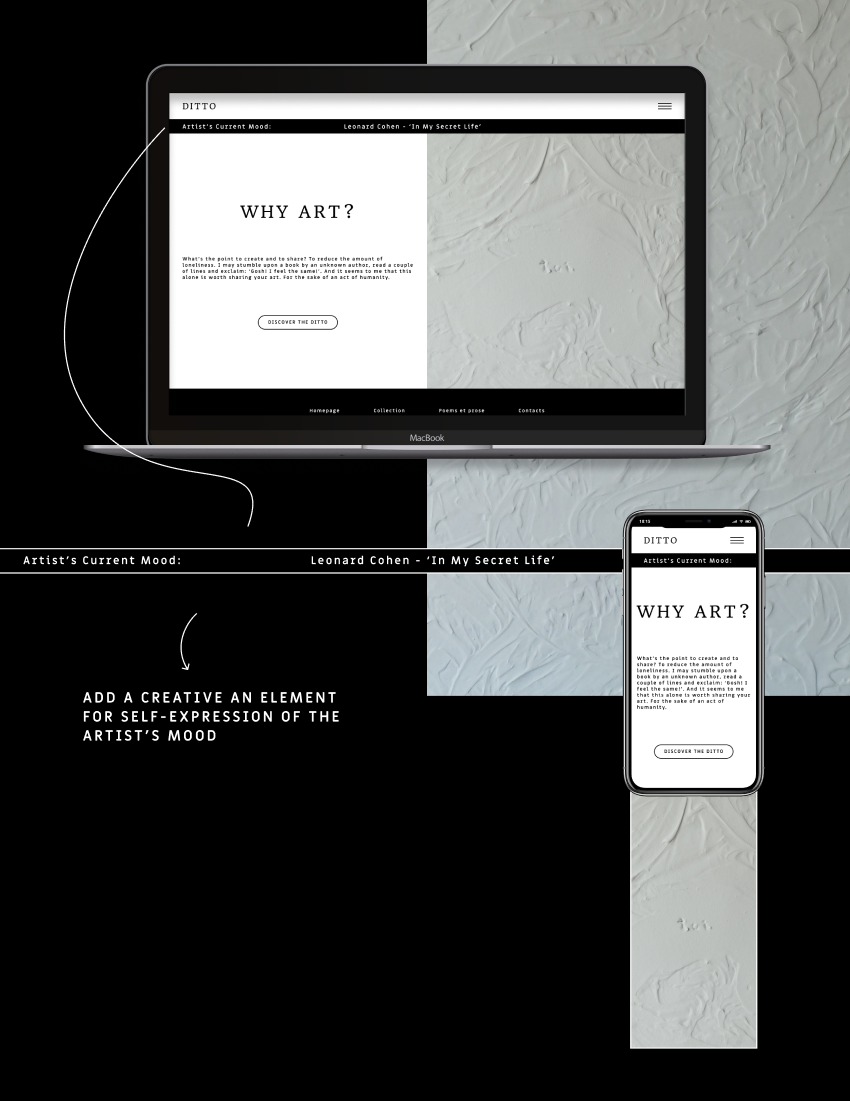 DITTO
Artist's Current Mood: Leonard Cohen - 'In My Secret Life'
WHY ART?
What's the point to create and to share? To reduce the amount of
loneliness. I may stumble upon a book by an unknown author, read a couple
of lines and exclaim: 'Gosh! I feel the same!'. And it seems to me that this
alone is worth sharing your art. For the sake of an act of humanity.
DISCOVER THE DITTO
Homepage Collection Poems et prose Contacts
MacBook
Artist's Current Mood: Leonard Cohen - 'In My Secret Life'
ADD A CREATIVE AN ELEMENT
FOR SELF-EXPRESSION OF THE
ARTIST'S MOOD
DITTO
Artist's Current Mood:
WHY ART?
What's the point to create and to
share? To reduce the amount of
loneliness. I may stumble upon a
book by an unknown author, read a
couple of lines and exclaim: 'Gosh! I
feel the same!'. And it seems to me
that this alone is worth sharing your
art. For the sake of an act of
humanity.
DISCOVER THE DITTO